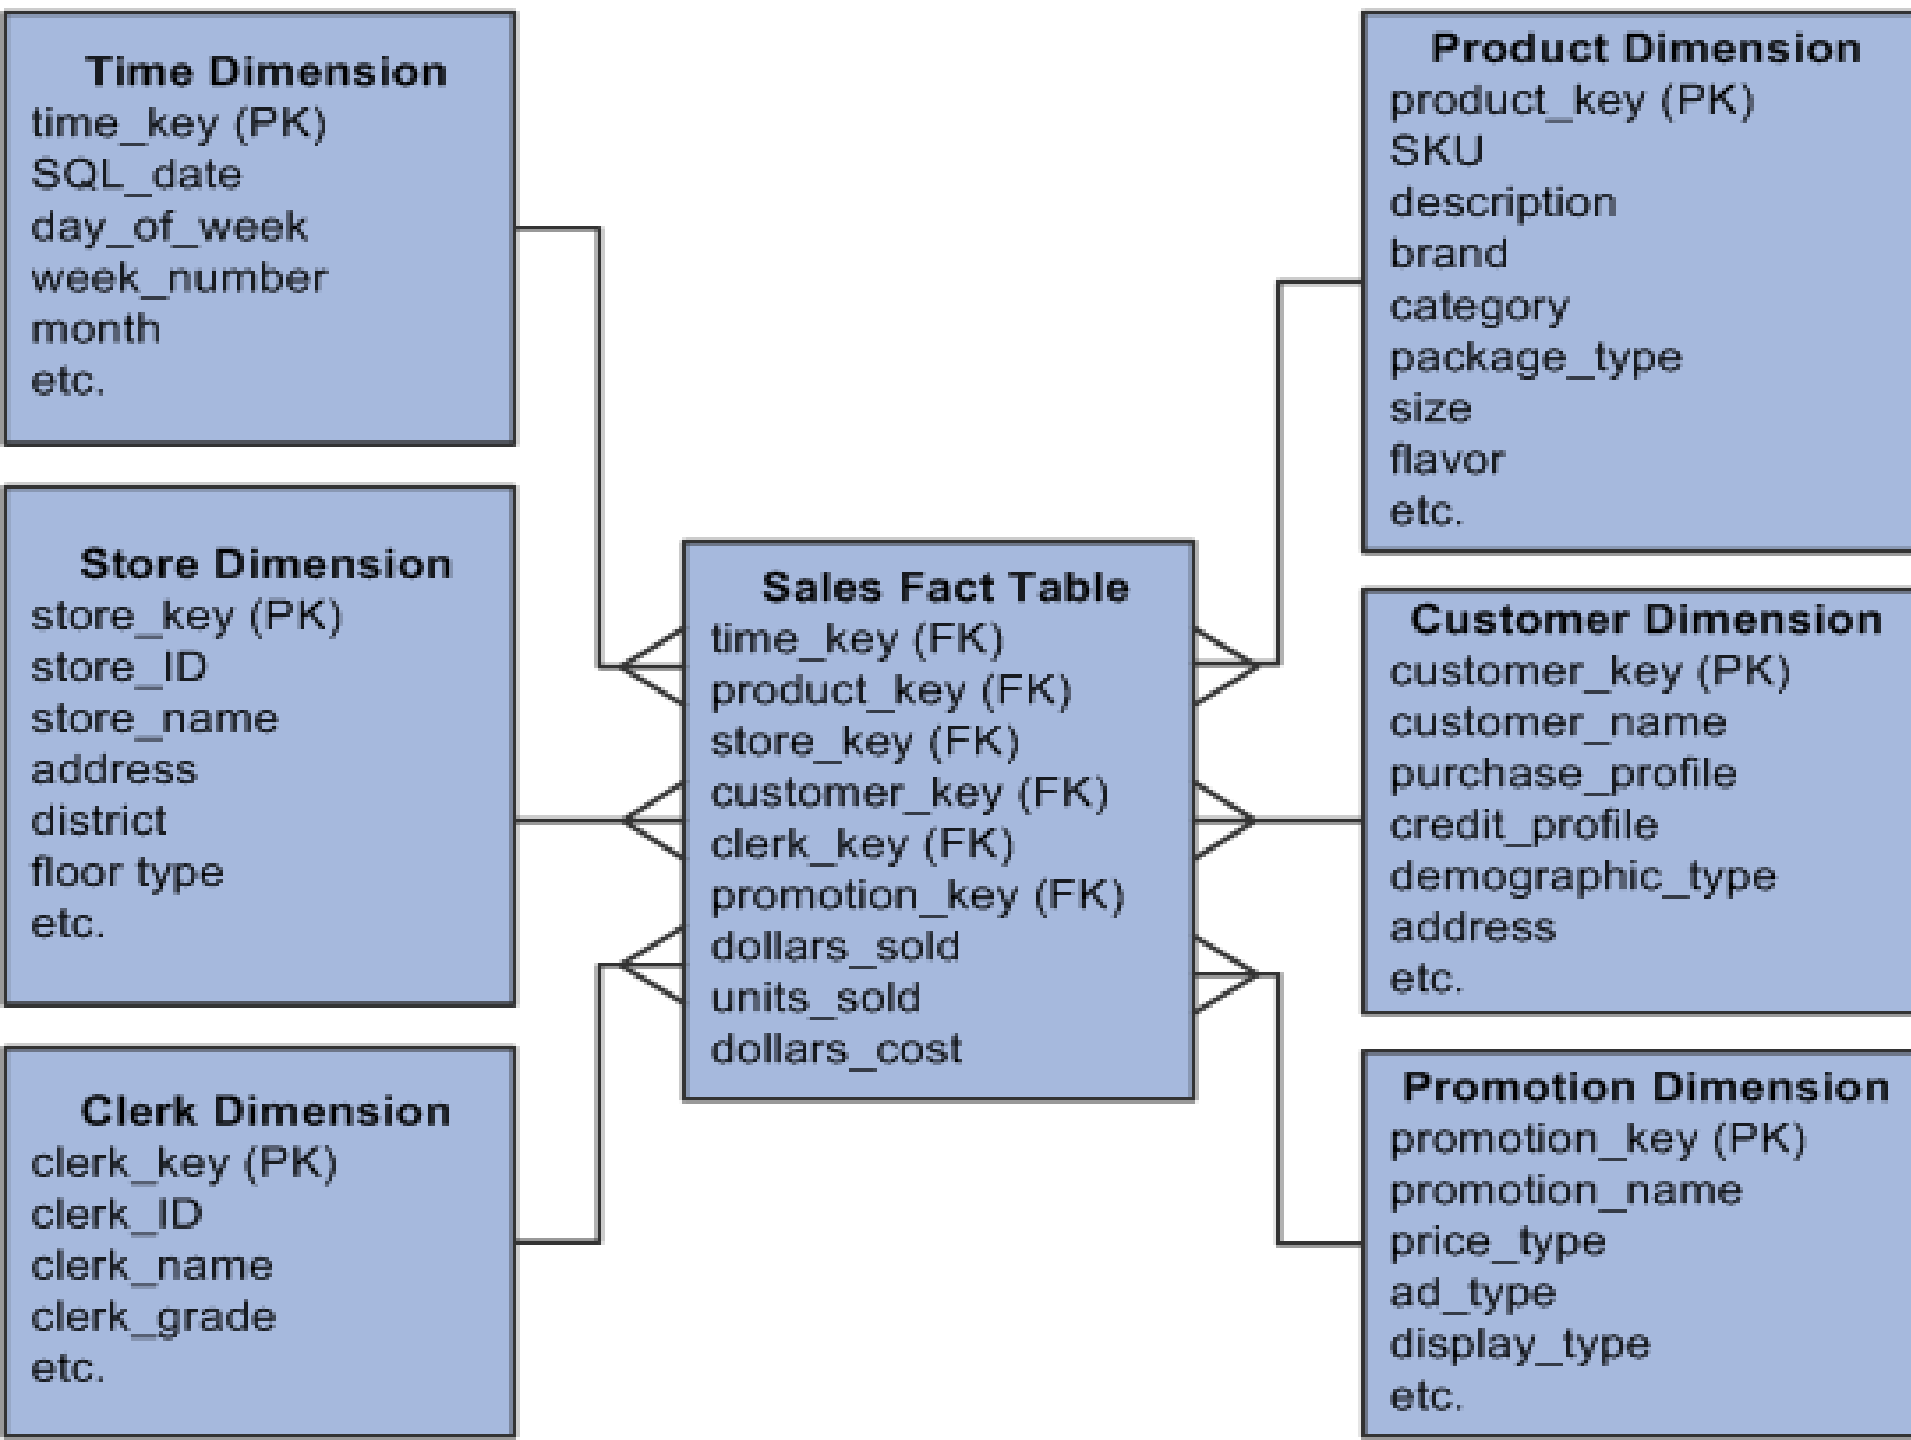 Time Dimension
time_key (PK)
SQL_date
day_of_week
week_number
month
etc.
Store Dimension
store_key (PK)
store_ID
store_name
address
district
floor type
etc.
Clerk Dimension
clerk_key (PK)
clerk_ID
clerk_name
clerk_grade
etc.
Sales Fact Table
time_key (FK)
product_key (FK)
store_key (FK)
customer_key (FK)
clerk_key (FK)
promotion_key (FK)
dollars_sold
units_sold
dollars_cost
Product Dimension
product_key (PK)
SKU
description
brand
category
package_type
size
flavor
etc.
Customer Dimension
customer_key (PK)
customer_name
purchase_profile
credit_profile
demographic_type
address
etc.
Promotion Dimension
promotion_key (PK)
promotion_name
price_type
ad_type
display_type
etc.